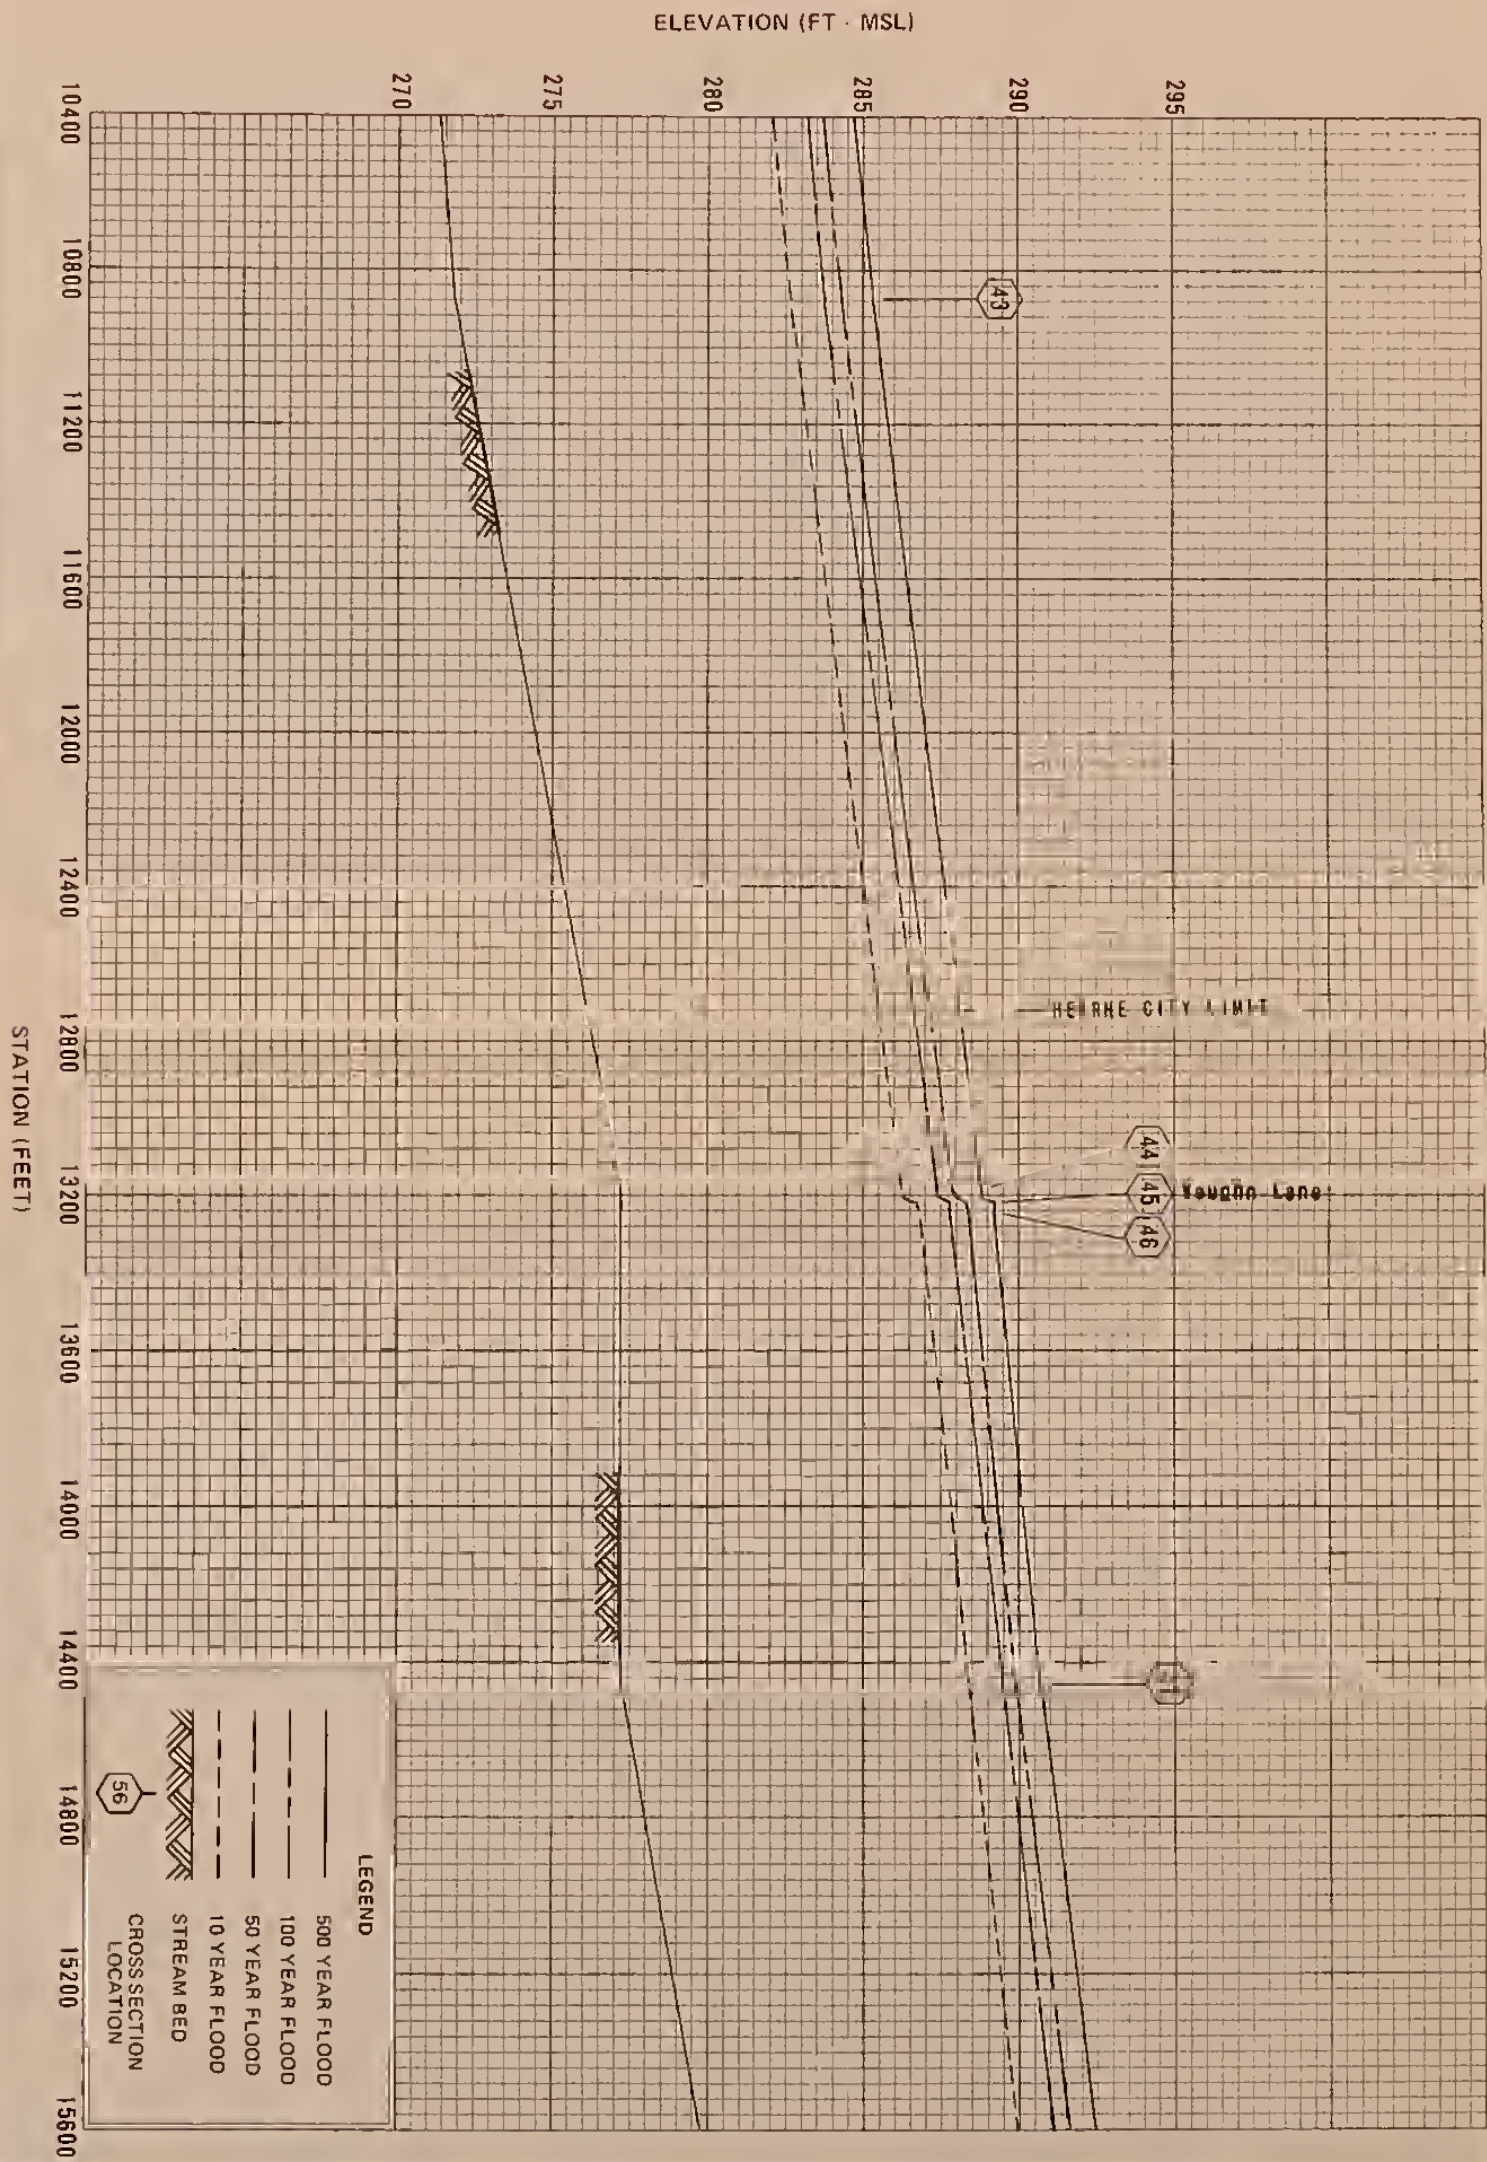 ELEVATION (FT - MSL)
295
290
285
280
275
270
10400
10800
11200
11600
12000
12400
12800
13200
13600
14000
14400
14800
15200
15600
STATION (FEET)
43
HEARNE CITY LIMIT
44
45
46
Vaughn Lane
LEGEND
500 YEAR FLOOD
100 YEAR FLOOD
50 YEAR FLOOD
10 YEAR FLOOD
STREAM BED
56
CROSS SECTION
LOCATION